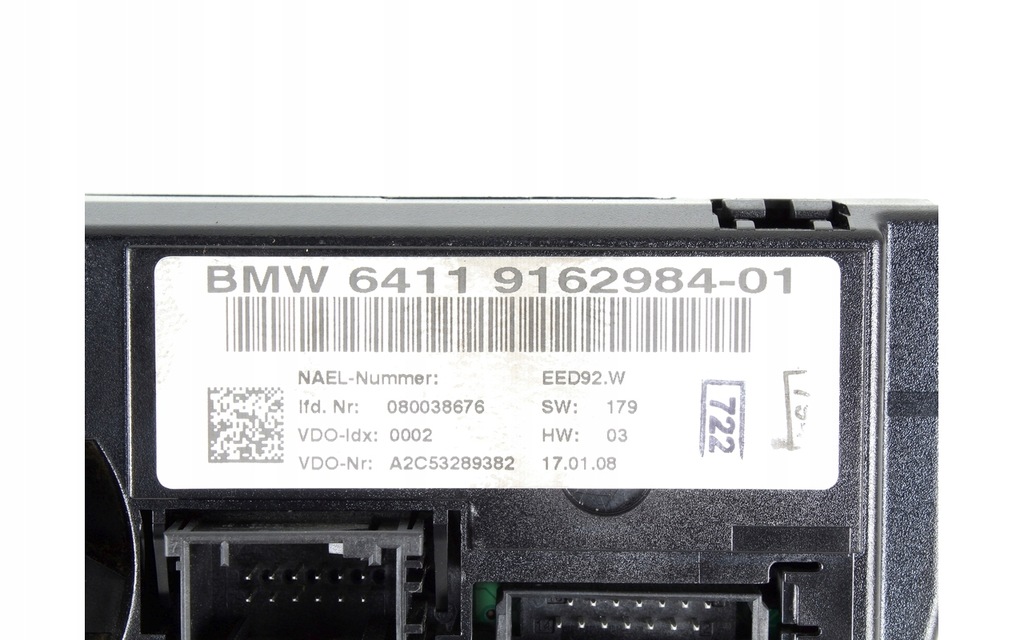 BMW 6411 9162984-01
NAEL-Nummer: EED92.W
lfd. Nr: 080038676 SW: 179
VDO-Idx: 0002 HW: 03
VDO-Nr: A2C53289382 17.01.08
722